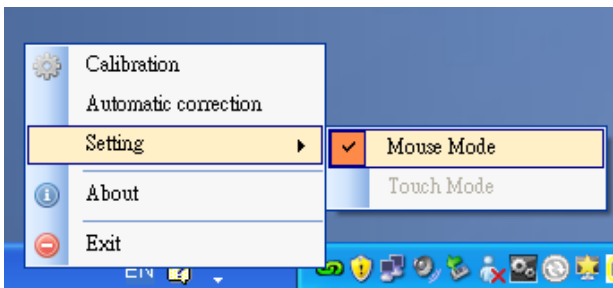 Calibration
Automatic correction
Setting
Mouse Mode
Touch Mode
About
Exit
EN